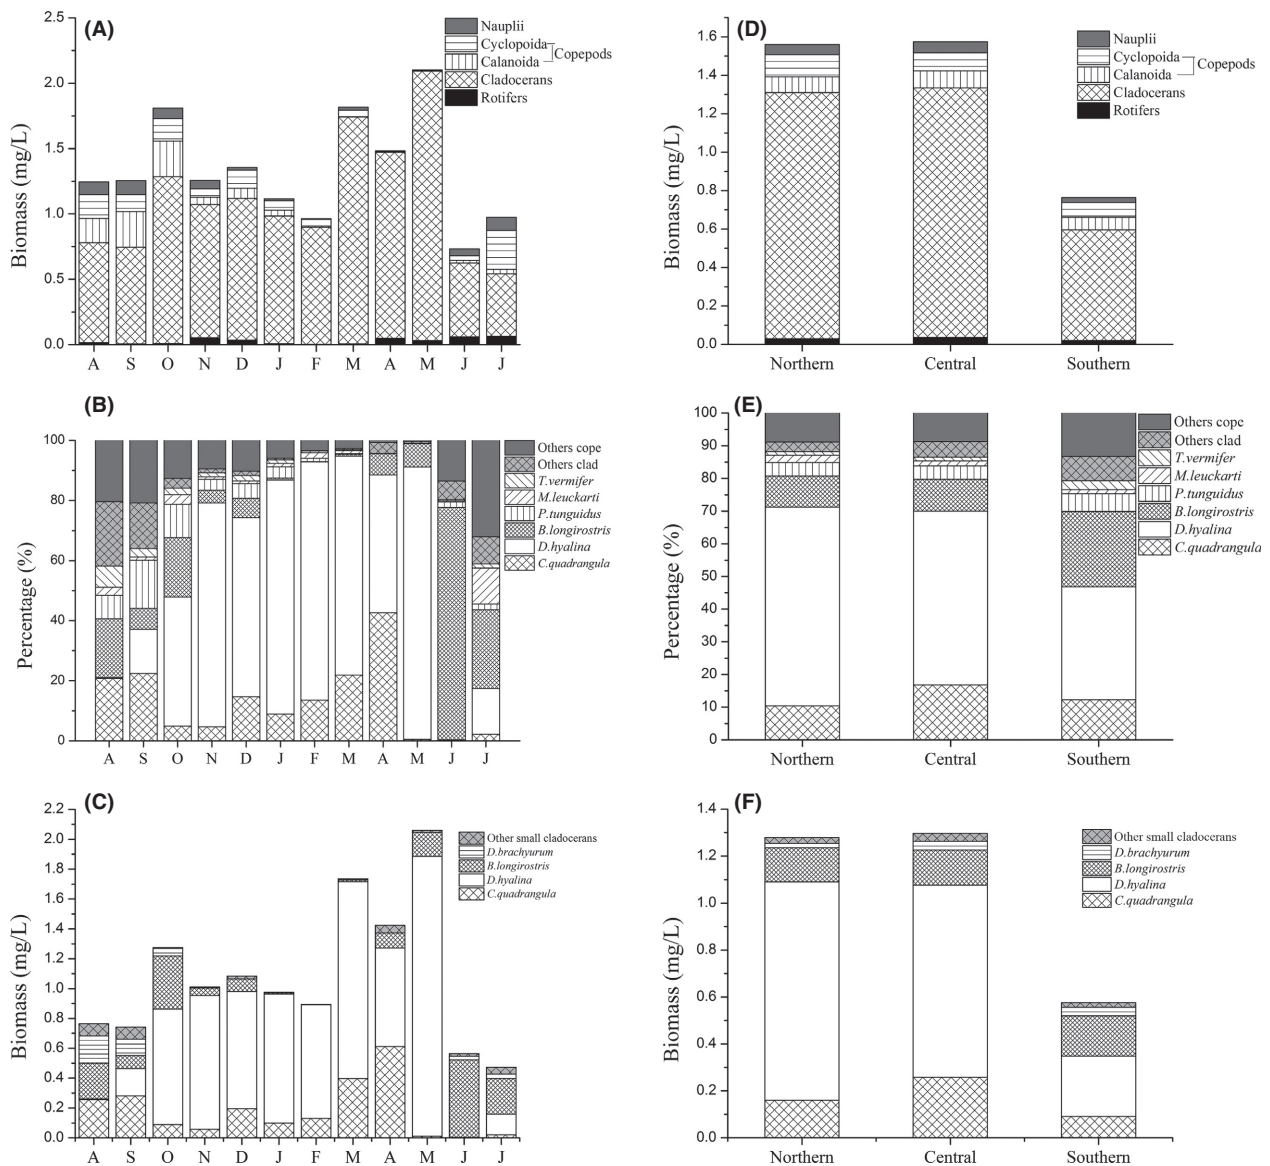 (A)
2.5
2.0
1.5
1.0
0.5
0.0
Biomass (mg/L)
Nauplii
Cyclopoida
Calanoida
Copepods
Cladocerans
Rotifers
A S O N D J F M A M J J
(D)
1.6
1.4
1.2
1.0
0.8
0.6
0.4
0.2
0.0
Biomass (mg/L)
Nauplii
Cyclopoida
Calanoida
Copepods
Cladocerans
Rotifers
Northern Central Southern
(B)
100
80
60
40
20
0
Percentage (%)
Others cope
Others clad
T.vermifer
M.leuckarti
P.tunguidus
B.longirostris
D.hyalina
C.quadrangula
A S O N D J F M A M J J
(E)
100
90
80
70
60
50
40
30
20
10
0
Percentage (%)
Others cope
Others clad
T.vermifer
M.leuckarti
P.tunguidus
B.longirostris
D.hyalina
C.quadrangula
Northern Central Southern
(C)
2.2
2.0
1.8
1.6
1.4
1.2
1.0
0.8
0.6
0.4
0.2
0.0
Biomass (mg/L)
Other small cladocerans
D.brachyurum
B.longirostris
D.hyalina
C.quadrangula
A S O N D J F M A M J J
(F)
1.4
1.2
1.0
0.8
0.6
0.4
0.2
0.0
Biomass (mg/L)
Other small cladocerans
D.brachyurum
B.longirostris
D.hyalina
C.quadrangula
Northern Central Southern